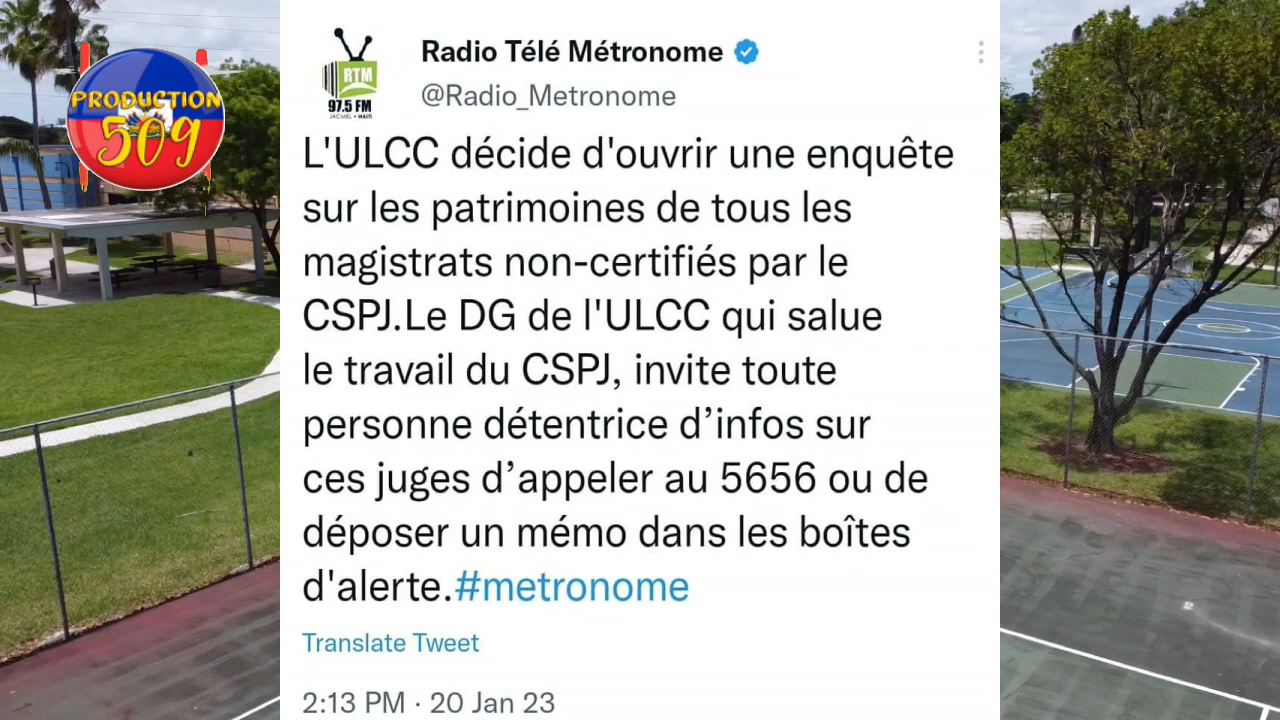 PRODUCTION
509
RTM
97.5 FM
JACMEL • HAITI
Radio Télé Métronome
@Radio_Metronome
L'ULCC décide d'ouvrir une enquête
sur les patrimoines de tous les
magistrats non-certifiés par le
CSPJ.Le DG de l'ULCC qui salue
le travail du CSPJ, invite toute
personne détentrice d’infos sur
ces juges d’appeler au 5656 ou de
déposer un mémo dans les boîtes
d'alerte.#metronome
Translate Tweet
2:13 PM · 20 Jan 23